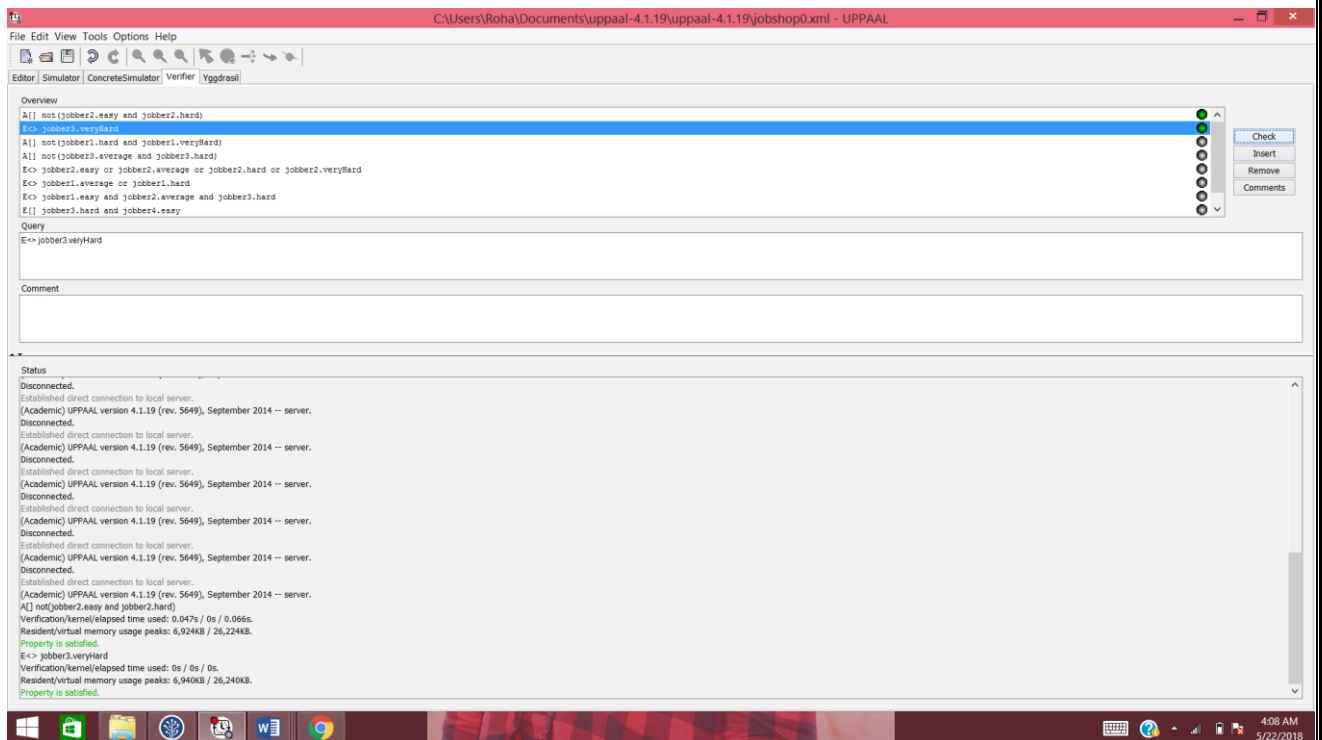 C:\Users\Roha\Documents\uppaal-4.1.19\uppaal-4.1.19\jobshop0.xml - UPPAAL
File Edit View Tools Options Help
Editor Simulator ConcreteSimulator Verifier Yggdrasil
Overview
A[] not(jobber2.easy and jobber2.hard)
E<> jobber3.veryHard
A[] not(jobber1.hard and jobber1.veryHard)
A[] not(jobber3.average and jobber3.hard)
E<> jobber2.easy or jobber2.average or jobber2.hard or jobber2.veryHard
E<> jobber1.average or jobber1.hard
E<> jobber1.easy and jobber2.average and jobber3.hard
E[] jobber3.hard and jobber4.easy
Check
Insert
Remove
Comments
Query
E<> jobber3.veryHard
Comment
Status
Disconnected.
Established direct connection to local server.
(Academic) UPPAAL version 4.1.19 (rev. 5649), September 2014 -- server.
Disconnected.
Established direct connection to local server.
(Academic) UPPAAL version 4.1.19 (rev. 5649), September 2014 -- server.
Disconnected.
Established direct connection to local server.
(Academic) UPPAAL version 4.1.19 (rev. 5649), September 2014 -- server.
Disconnected.
Established direct connection to local server.
(Academic) UPPAAL version 4.1.19 (rev. 5649), September 2014 -- server.
Disconnected.
Established direct connection to local server.
(Academic) UPPAAL version 4.1.19 (rev. 5649), September 2014 -- server.
Disconnected.
Established direct connection to local server.
(Academic) UPPAAL version 4.1.19 (rev. 5649), September 2014 -- server.
A[] not(jobber2.easy and jobber2.hard)
Verification/kernel/elapsed time used: 0.047s / 0s / 0.066s.
Resident/virtual memory usage peaks: 6,924KB / 26,224KB.
Property is satisfied.
E<> jobber3.veryHard
Verification/kernel/elapsed time used: 0s / 0s / 0s.
Resident/virtual memory usage peaks: 6,940KB / 26,240KB.
Property is satisfied.
4:08 AM
5/22/2018